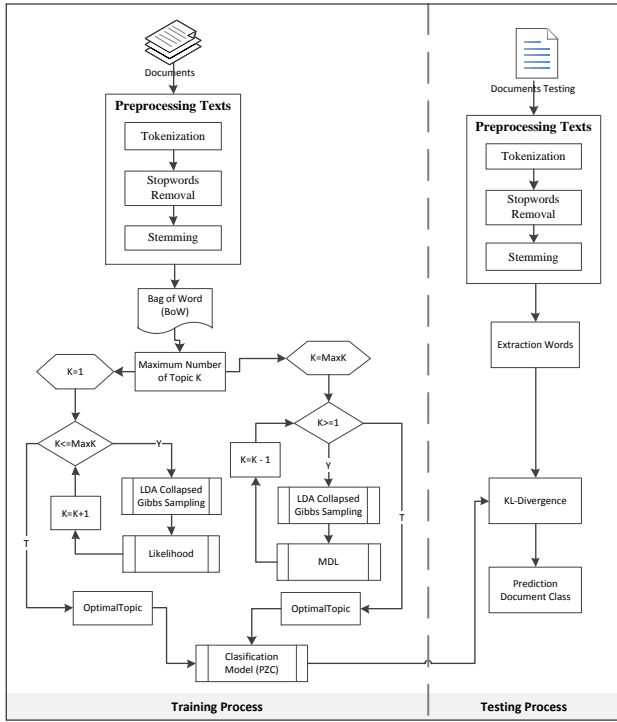 Documents
Preprocessing Texts
Tokenization
Stopwords
Removal
Stemming
Bag of Word
(BoW)
Maximum Number
of Topic K
K=1
K<=MaxK
Y
LDA Collapsed
Gibbs Sampling
Likelihood
K=K+1
T
OptimalTopic
K=MaxK
K>=1
Y
K=K - 1
LDA Collapsed
Gibbs Sampling
MDL
T
OptimalTopic
Clasification
Model (PZC)
Training Process
Documents Testing
Preprocessing Texts
Tokenization
Stopwords
Removal
Stemming
Extraction Words
KL-Divergence
Prediction
Document Class
Testing Process